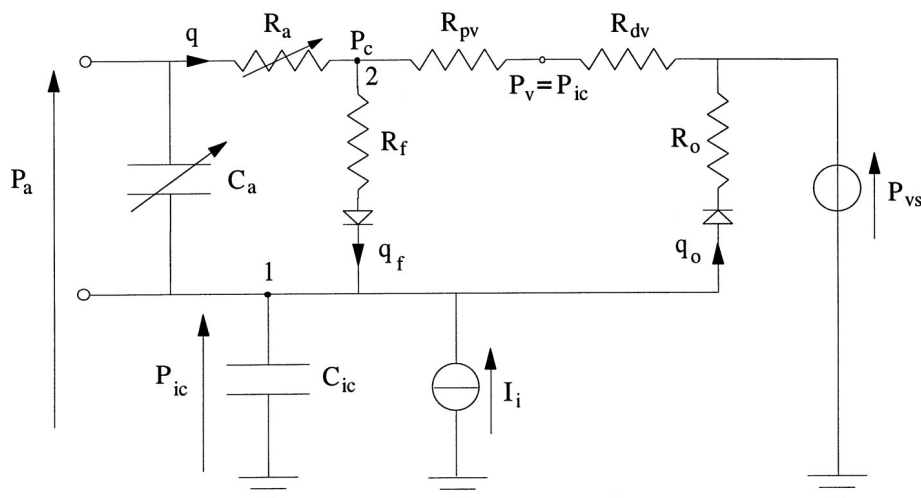 q
R_a
P_c
2
R_pv
P_v = P_ic
R_dv
P_a
C_a
R_f
R_o
P_vs
q_f
q_o
1
P_ic
C_ic
I_i